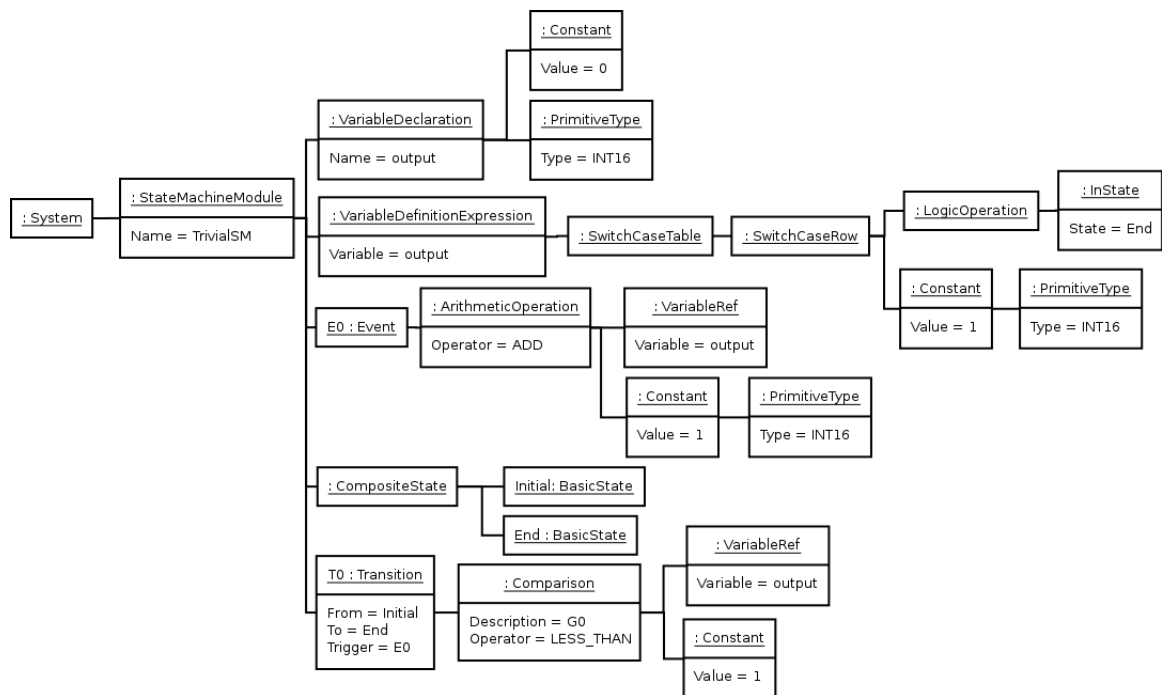 : Constant
Value = 0
: VariableDeclaration
Name = output
: PrimitiveType
Type = INT16
: System
: StateMachineModule
Name = TrivialSM
: VariableDefinitionExpression
Variable = output
: SwitchCaseTable
: SwitchCaseRow
: LogicOperation
: InState
State = End
: Constant
Value = 1
: PrimitiveType
Type = INT16
E0 : Event
: ArithmeticOperation
Operator = ADD
: VariableRef
Variable = output
: Constant
Value = 1
: PrimitiveType
Type = INT16
: CompositeState
Initial: BasicState
End : BasicState
T0 : Transition
From = Initial
To = End
Trigger = E0
: Comparison
Description = G0
Operator = LESS_THAN
: VariableRef
Variable = output
: Constant
Value = 1